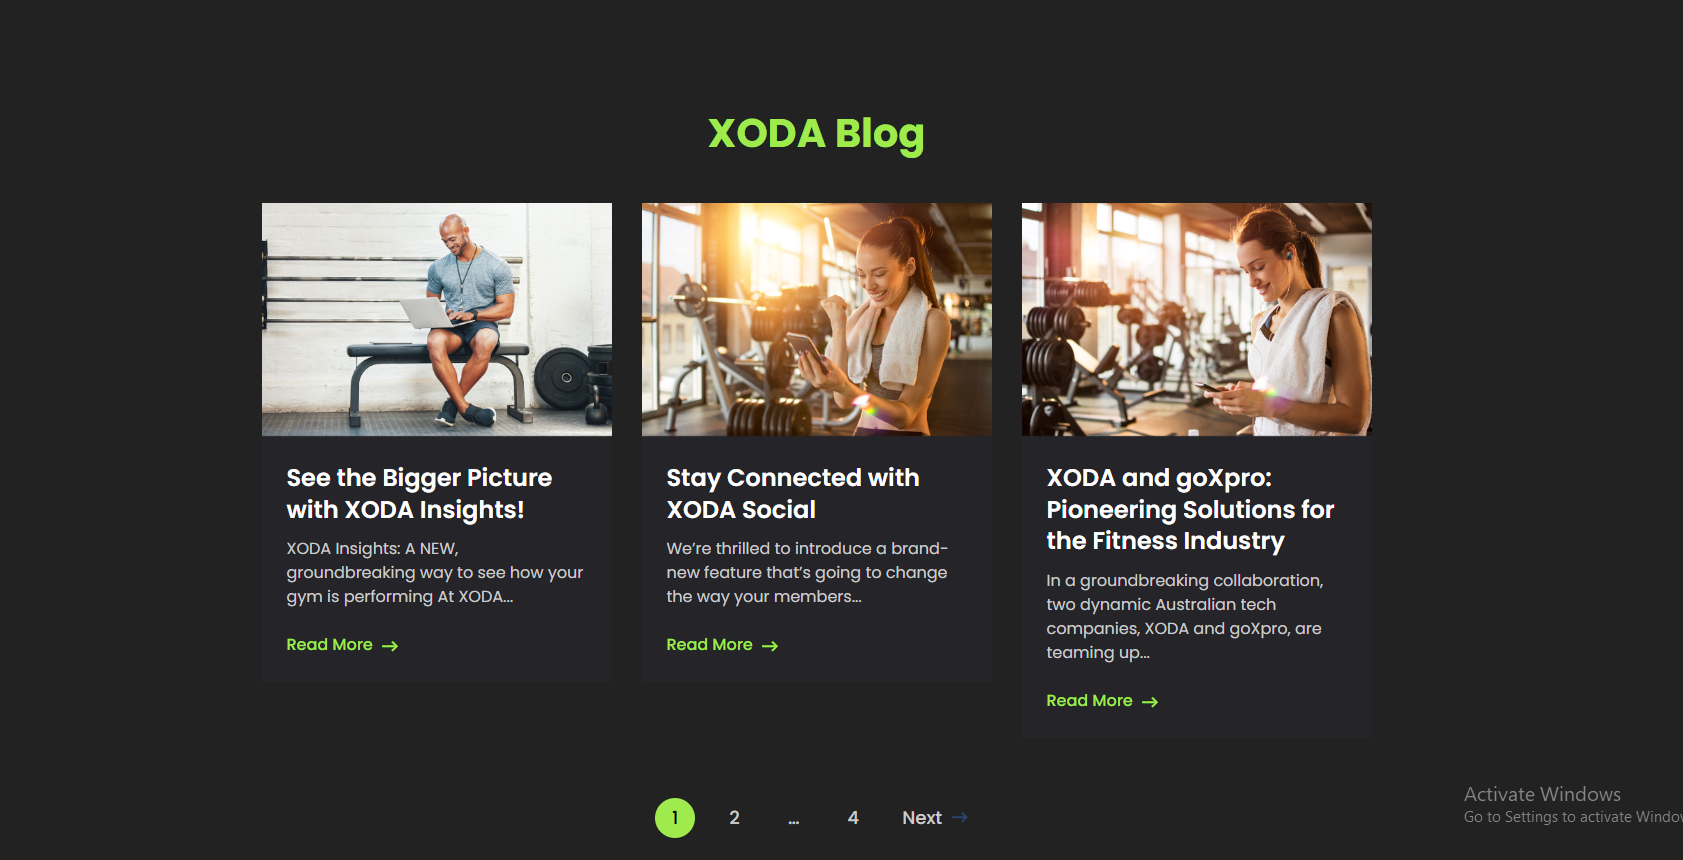 XODA Blog
See the Bigger Picture
with XODA Insights!
XODA Insights: A NEW,
groundbreaking way to see how your
gym is performing At XODA...
Read More →
Stay Connected with
XODA Social
We’re thrilled to introduce a brand-
new feature that’s going to change
the way your members...
Read More →
XODA and goXpro:
Pioneering Solutions for
the Fitness Industry
In a groundbreaking collaboration,
two dynamic Australian tech
companies, XODA and goXpro, are
teaming up...
Read More →
1 2 ... 4 Next →
Activate Windows
Go to Settings to activate Windov